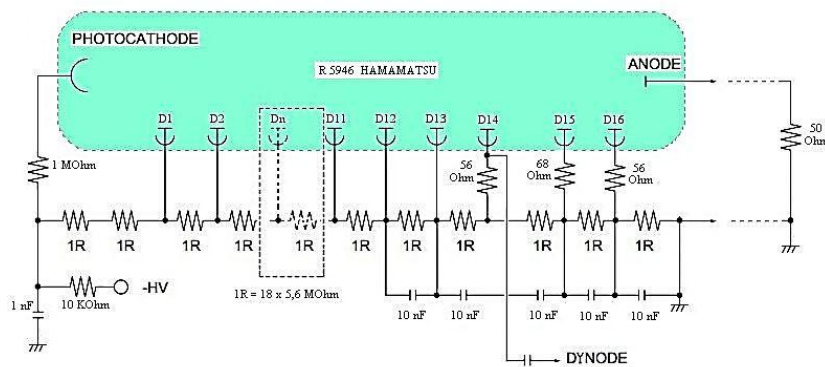 PHOTOCATHODE
R 5946 HAMAMATSU
ANODE
D1 D2 Dn D11 D12 D13 D14 D15 D16
50
Ohm
1 MOhm
56
Ohm
68
Ohm
56
Ohm
1R 1R 1R 1R 1R 1R 1R 1R 1R 1R
-HV
1R = 18 x 5,6 MOhm
1 nF
10 KOhm
10 nF 10 nF 10 nF 10 nF 10 nF
DYNODE